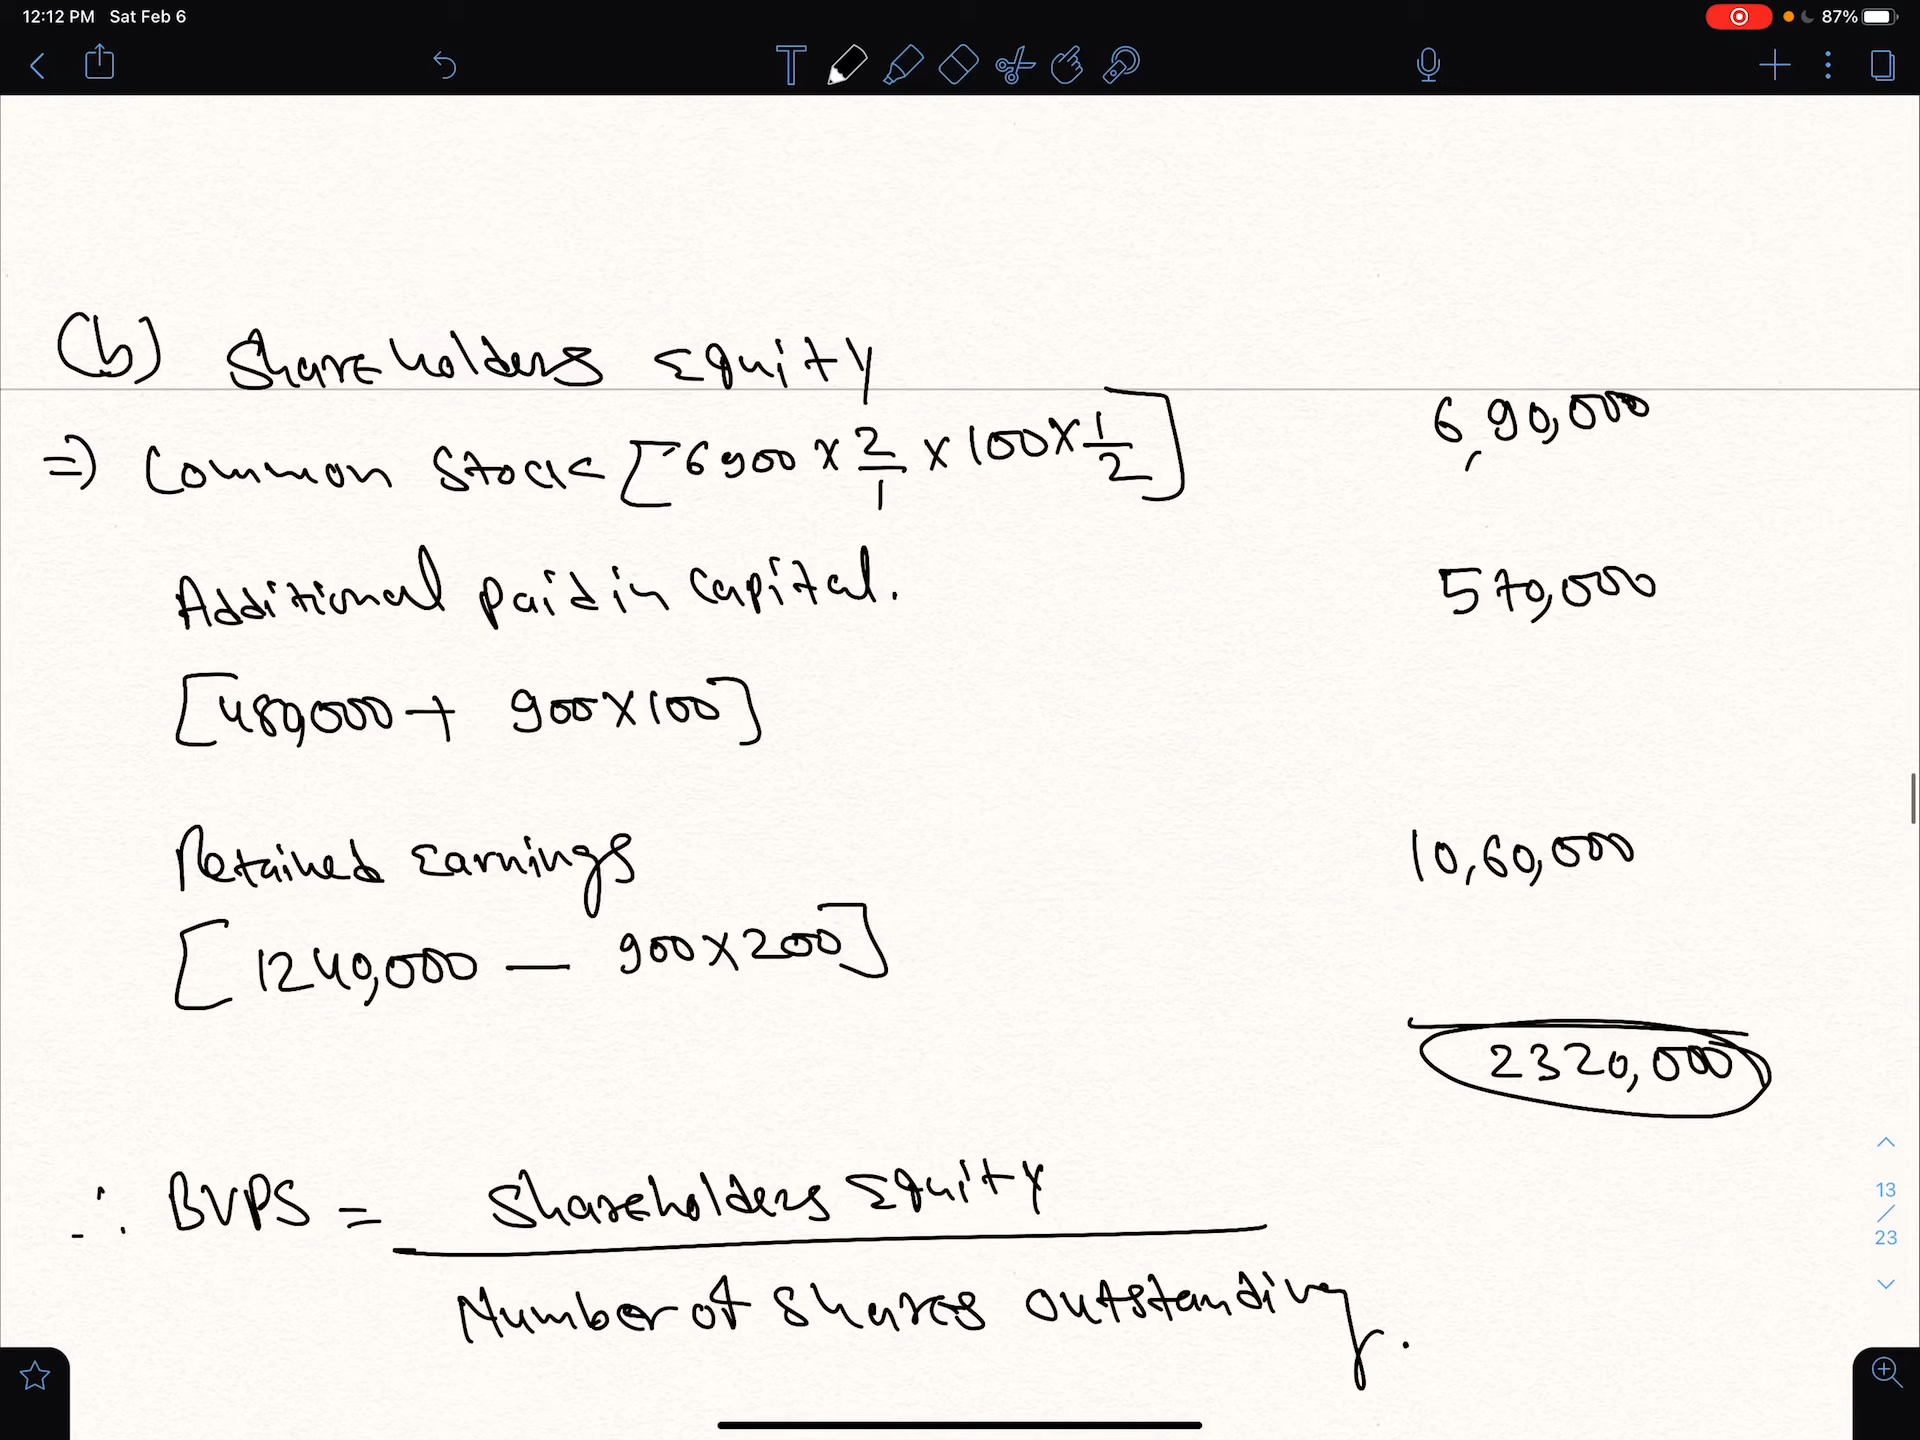 12:12 PM Sat Feb 6
87%
(b) Shareholders Equity
=) Common Stock [6900 x 2/1 x 100 x 1/2] 6,90,000
Additional paid in capital. 570,000
[480,000 + 900 x 100]
Retained Earnings 10,60,000
[1240,000 — 900 x 200]
2320,000
∴ BVPS = Shareholders Equity
Number of Shares Outstanding.
13
/
23